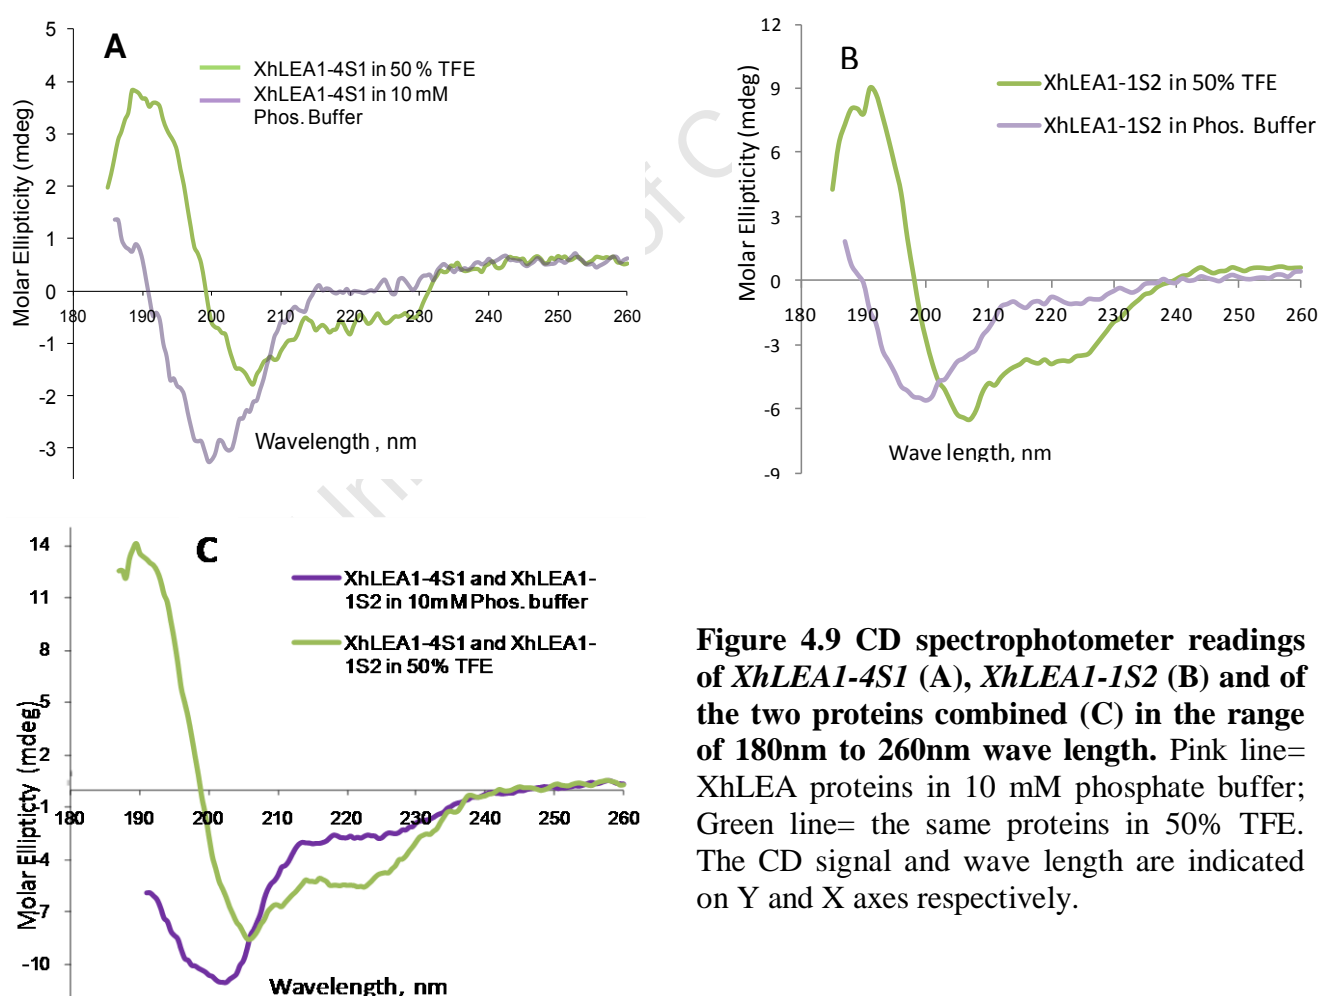 A
XhLEA1-4S1 in 50 % TFE
XhLEA1-4S1 in 10 mM
Phos. Buffer
Molar Ellipticity (mdeg)
5
4
3
2
1
0
-1
-2
-3
180 190 200 210 220 230 240 250 260
Wavelength , nm
B
XhLEA1-1S2 in 50% TFE
XhLEA1-1S2 in Phos. Buffer
Molar Ellipticity (mdeg)
12
9
6
3
0
-3
-6
-9
180 190 200 210 220 230 240 250 260
Wave length, nm
C
XhLEA1-4S1 and XhLEA1-
1S2 in 10mM Phos. buffer
XhLEA1-4S1 and XhLEA1-
1S2 in 50% TFE
Molar Ellipticity (mdeg)
14
11
8
5
2
-1
-4
-7
-10
180 190 200 210 220 230 240 250 260
Wavelength, nm
Figure 4.9 CD spectrophotometer readings
of XhLEA1-4S1 (A), XhLEA1-1S2 (B) and of
the two proteins combined (C) in the range
of 180nm to 260nm wave length. Pink line=
XhLEA proteins in 10 mM phosphate buffer;
Green line= the same proteins in 50% TFE.
The CD signal and wave length are indicated
on Y and X axes respectively.
of C